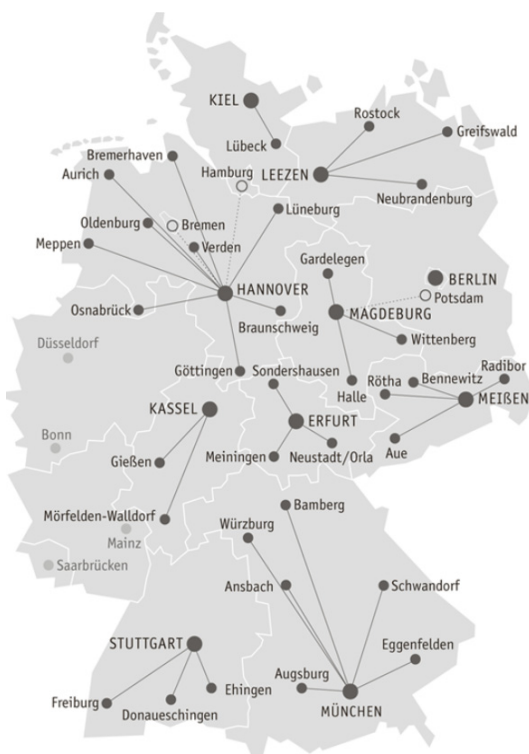 KIEL
Rostock
Greifswald
Lübeck
Bremerhaven
Hamburg
LEEZEN
Aurich
Neubrandenburg
Lüneburg
Oldenburg
Bremen
Meppen
Verden
Gardelegen
BERLIN
HANNOVER
Potsdam
Osnabrück
MAGDEBURG
Braunschweig
Wittenberg
Düsseldorf
Göttingen
Sondershausen
Radibor
Bennewitz
Rötha
Halle
MEIßEN
KASSEL
ERFURT
Bonn
Aue
Gießen
Meiningen
Neustadt/Orla
Bamberg
Mörfelden-Walldorf
Würzburg
Mainz
Saarbrücken
Ansbach
Schwandorf
STUTTGART
Eggenfelden
Augsburg
Ehingen
Freiburg
Donaueschingen
MÜNCHEN